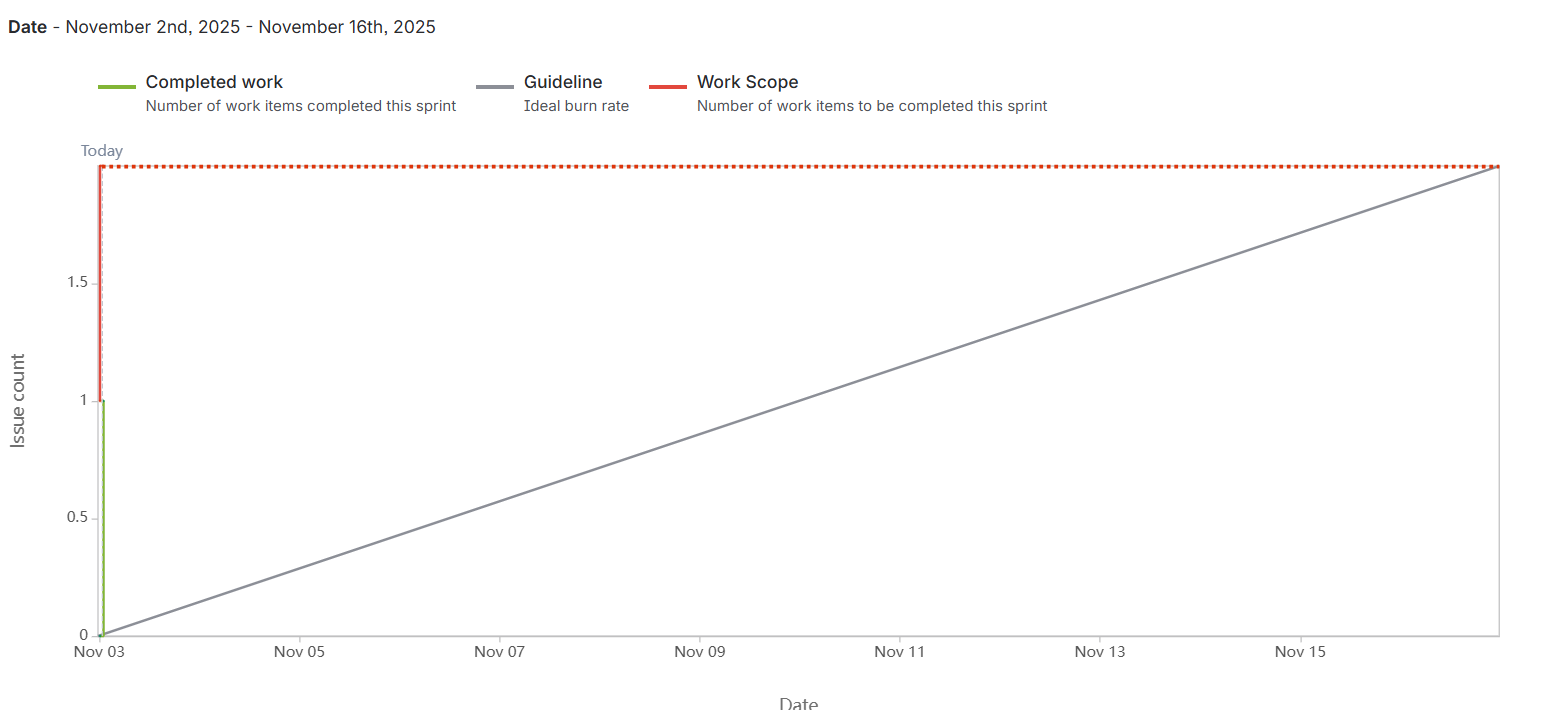 Date - November 2nd, 2025 - November 16th, 2025
Completed work
Number of work items completed this sprint
Guideline
Ideal burn rate
Work Scope
Number of work items to be completed this sprint
Today
1.5
1
0.5
0
Issue count
Nov 03
Nov 05
Nov 07
Nov 09
Nov 11
Nov 13
Nov 15
Date